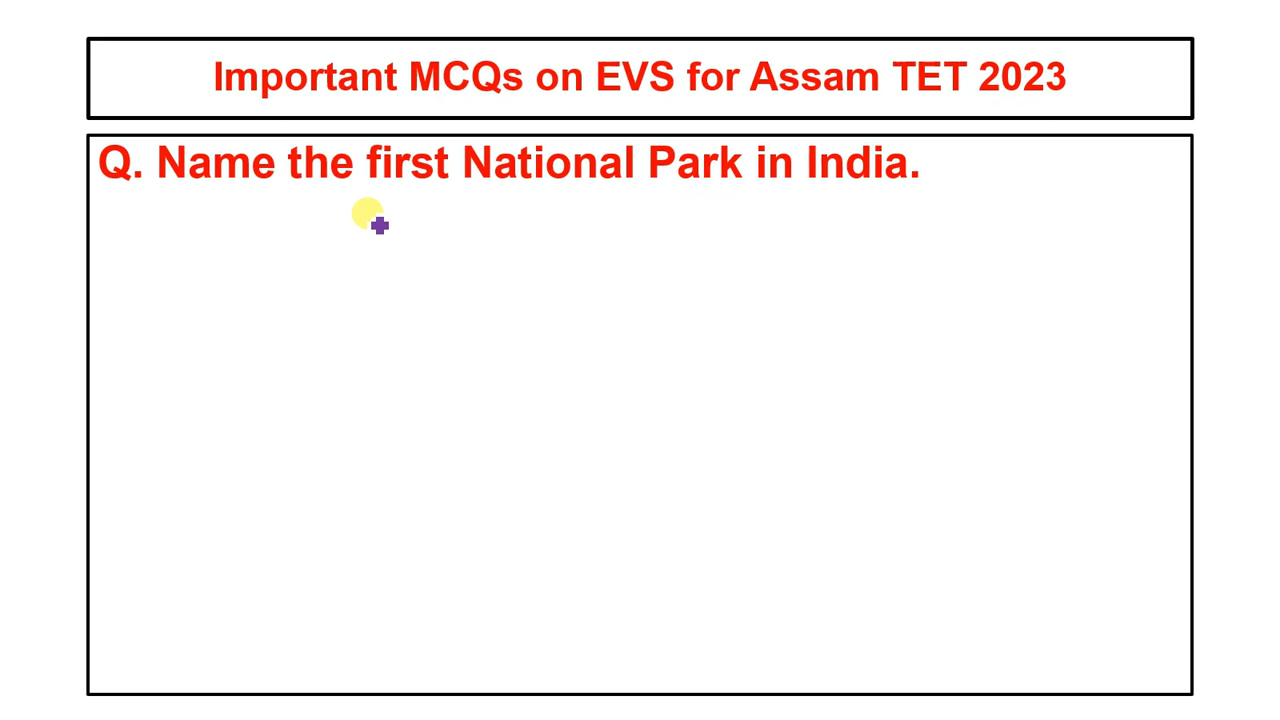 Important MCQs on EVS for Assam TET 2023
Q. Name the first National Park in India.